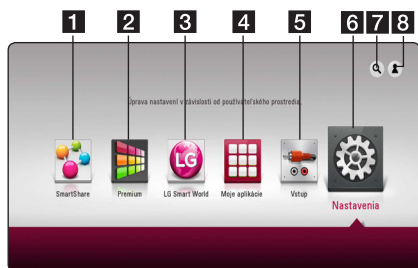 1 2 3 4 5 6 7 8
Úprava nastavení v závislosti od používateľského prostredia.
LG
SmartShare Premium LG Smart World Moje aplikácie Vstup
Nastavenia